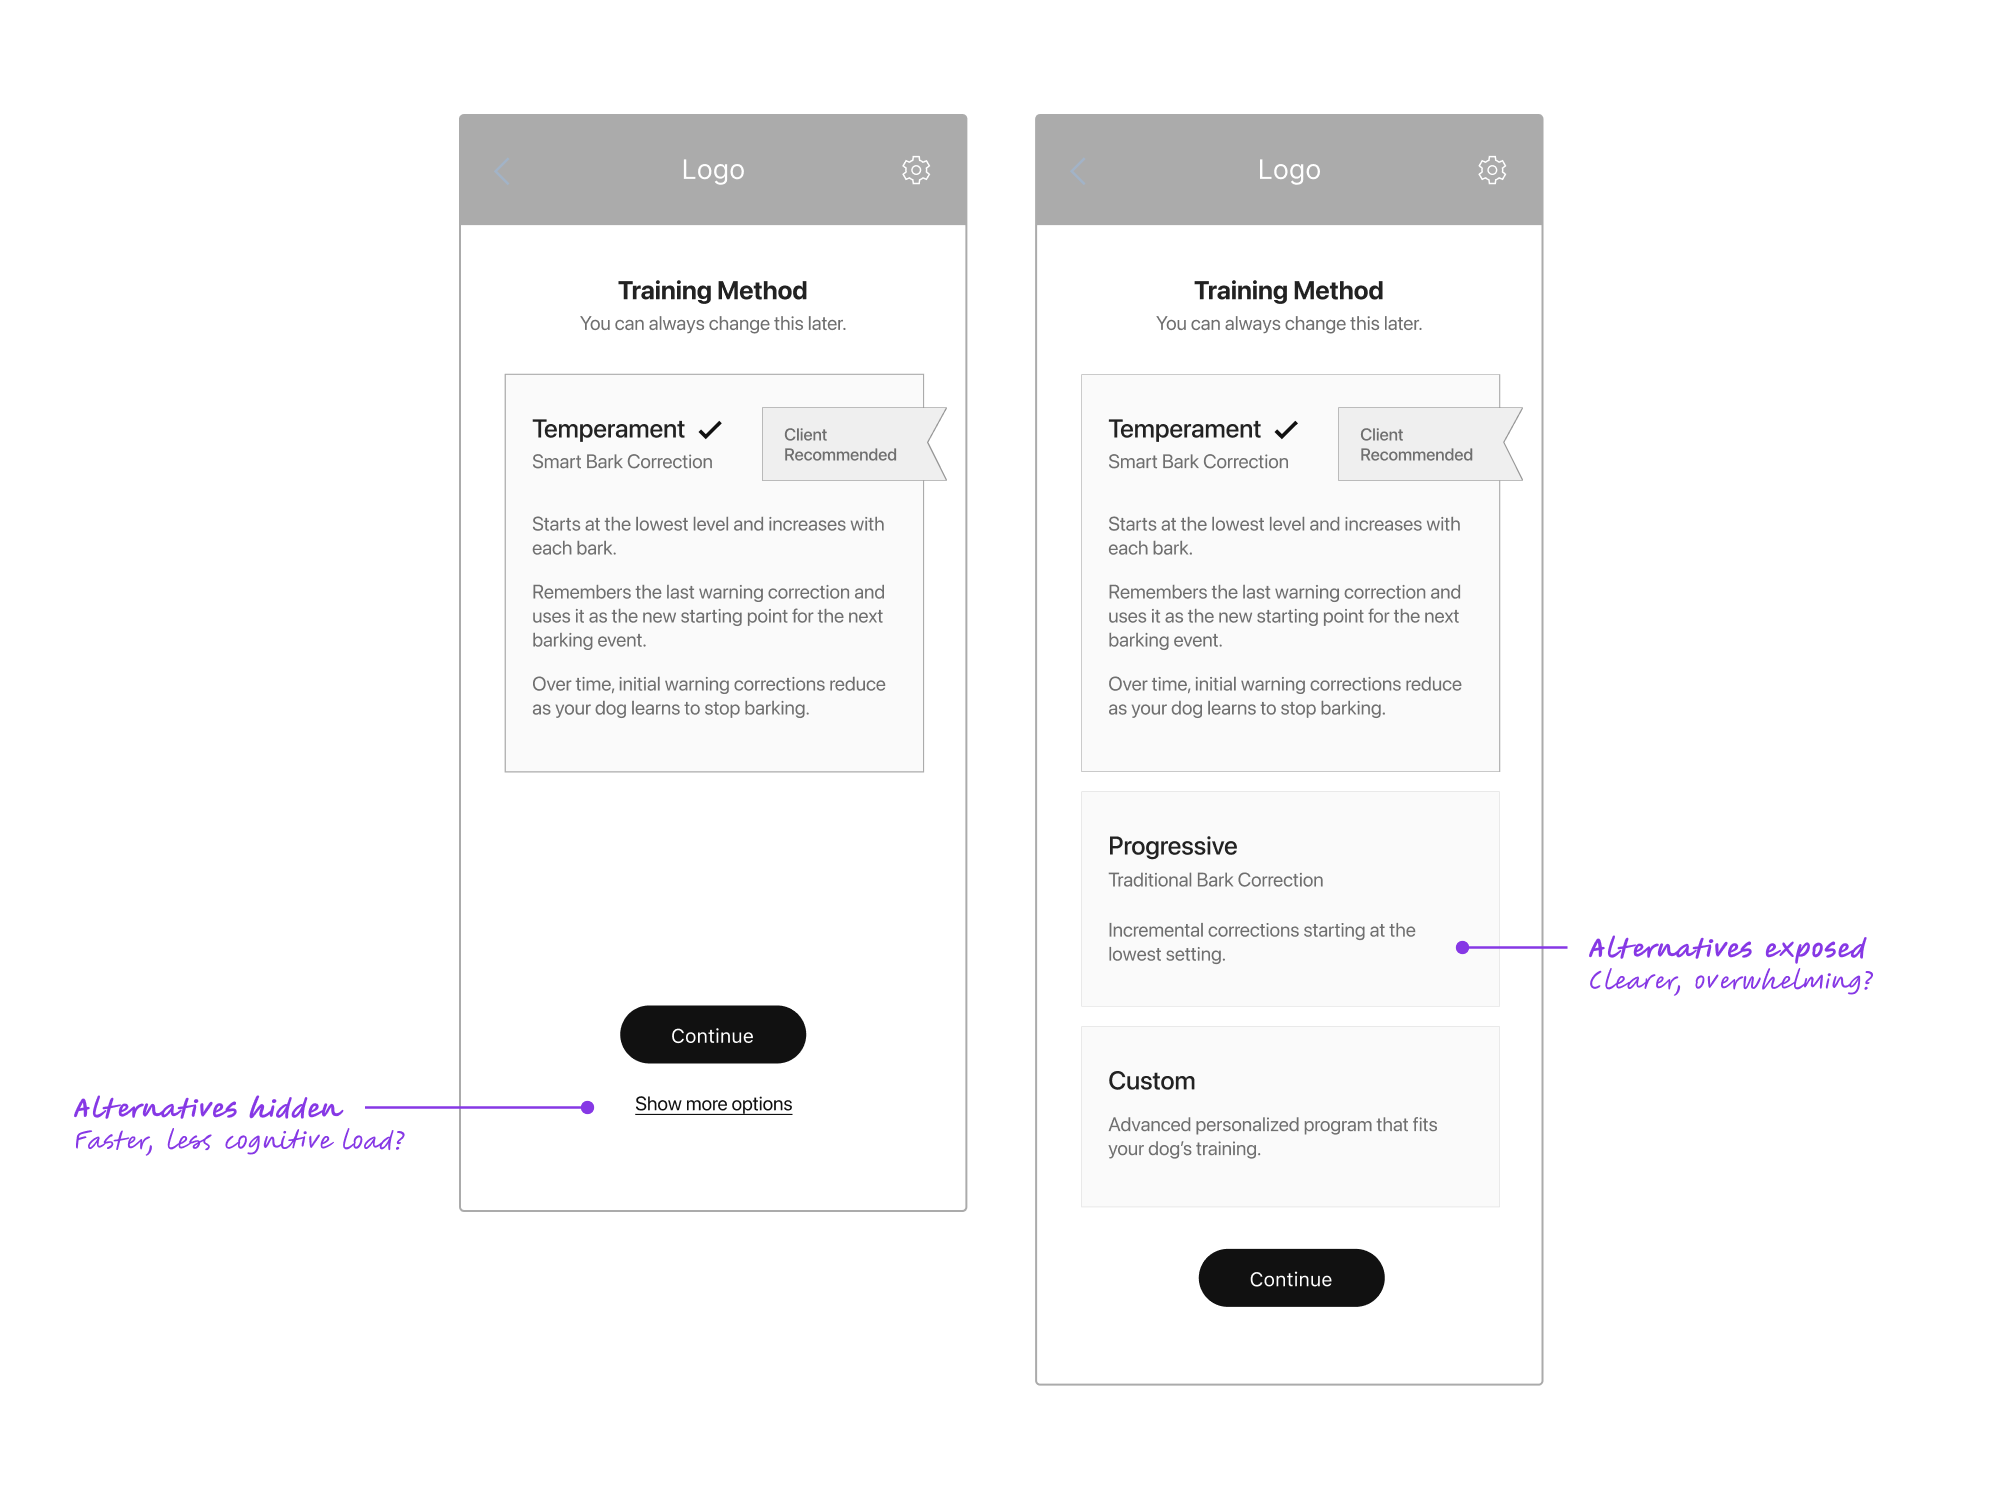 Logo
Training Method
You can always change this later.
Temperament
Smart Bark Correction
Client
Recommended
Starts at the lowest level and increases with
each bark.
Remembers the last warning correction and
uses it as the new starting point for the next
barking event.
Over time, initial warning corrections reduce
as your dog learns to stop barking.
Continue
Show more options
Alternatives hidden
Faster, less cognitive load?
Logo
Training Method
You can always change this later.
Temperament
Smart Bark Correction
Client
Recommended
Starts at the lowest level and increases with
each bark.
Remembers the last warning correction and
uses it as the new starting point for the next
barking event.
Over time, initial warning corrections reduce
as your dog learns to stop barking.
Progressive
Traditional Bark Correction
Incremental corrections starting at the
lowest setting.
Alternatives exposed
Clearer, overwhelming?
Custom
Advanced personalized program that fits
your dog’s training.
Continue